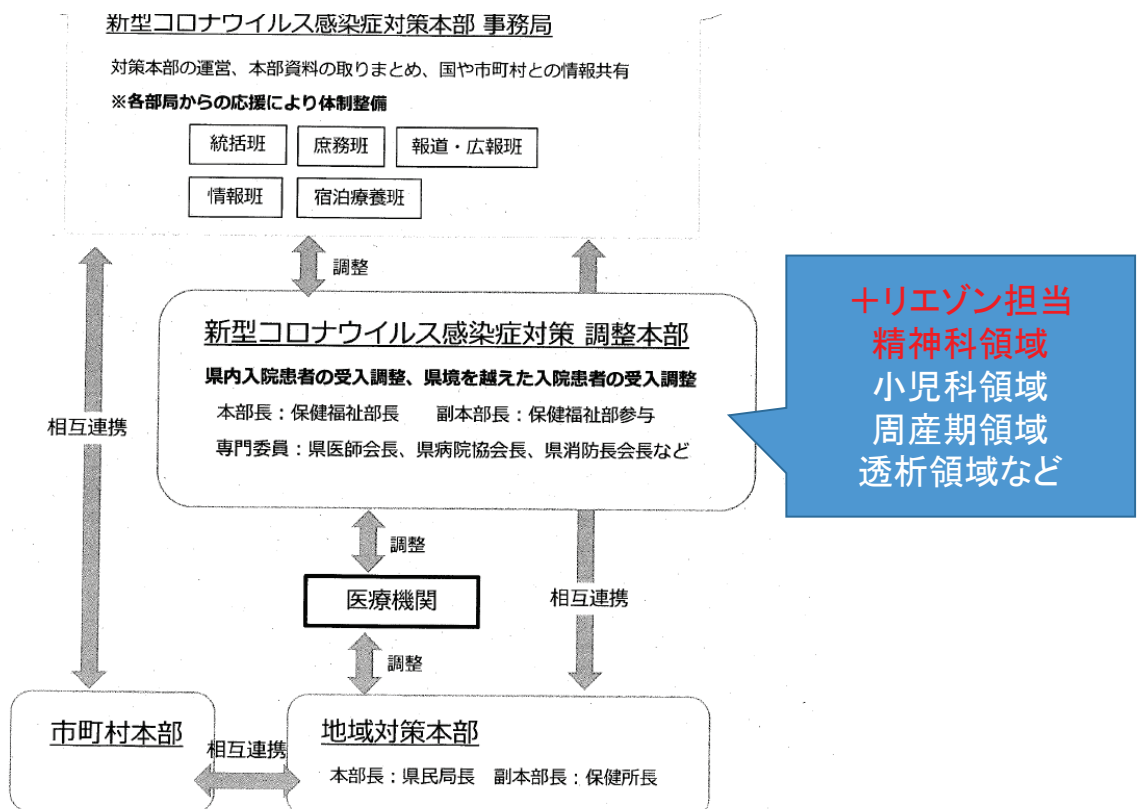 新型コロナウイルス感染症対策本部 事務局
対策本部の運営、本部資料の取りまとめ、国や市町村との情報共有
※各部局からの応援により体制整備
統括班
庶務班
報道・広報班
情報班
宿泊療養班
調整
新型コロナウイルス感染症対策 調整本部
県内入院患者の受入調整、県境を越えた入院患者の受入調整
本部長：保健福祉部長　副本部長：保健福祉部参与
専門委員：県医師会長、県病院協会長、県消防長会長など
＋リエゾン担当
精神科領域
小児科領域
周産期領域
透析領域など
相互連携
調整
医療機関
相互連携
調整
市町村本部
相互連携
地域対策本部
本部長：県民局長　副本部長：保健所長